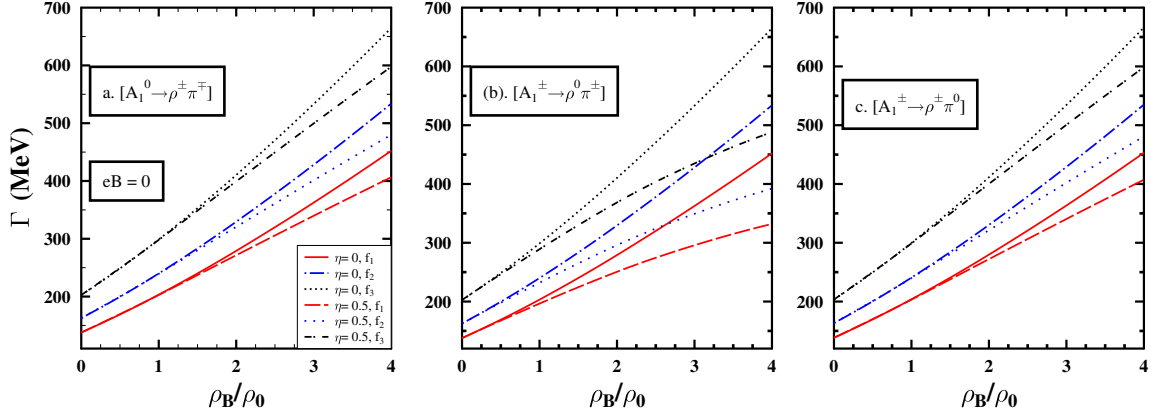 700
600
500
400
300
200
Γ (MeV)
a. [A₁⁰→ρ±π∓]
eB = 0
η= 0, f₁
η= 0, f₂
η= 0, f₃
η= 0.5, f₁
η= 0.5, f₂
η= 0.5, f₃
0 1 2 3 4
ρB/ρ0
700
600
500
400
300
200
(b). [A₁±→ρ⁰π±]
0 1 2 3 4
ρB/ρ0
700
600
500
400
300
200
c. [A₁±→ρ±π⁰]
0 1 2 3 4
ρB/ρ0